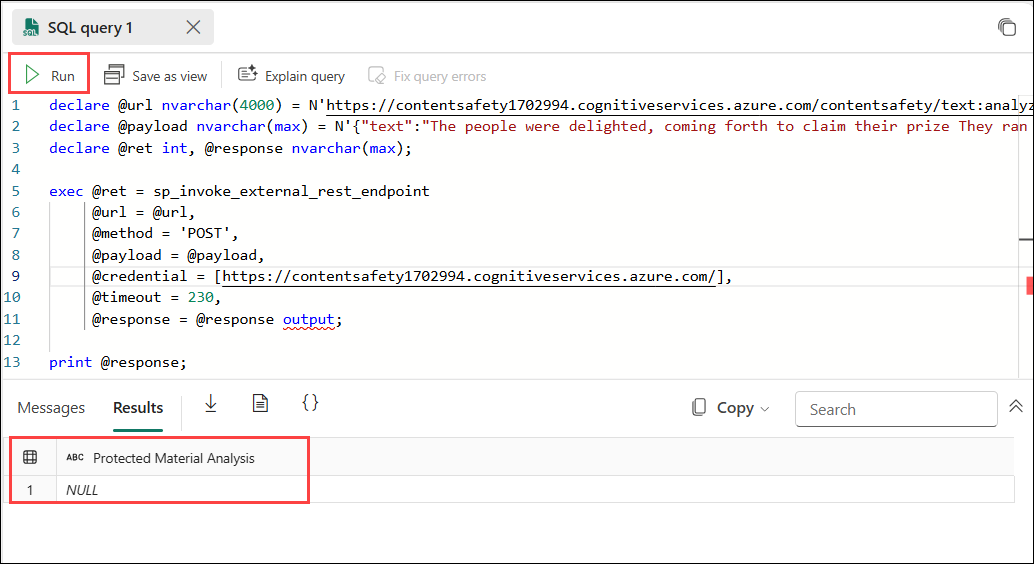 SQL query 1
Run Save as view Explain query Fix query errors
1 declare @url nvarchar(4000) = N'https://contentsafety1702994.cognitiveservices.azure.com/contentsafety/text:analyz
2 declare @payload nvarchar(max) = N'{"text":"The people were delighted, coming forth to claim their prize They ran
3 declare @ret int, @response nvarchar(max);
4
5 exec @ret = sp_invoke_external_rest_endpoint
6 @url = @url,
7 @method = 'POST',
8 @payload = @payload,
9 @credential = [https://contentsafety1702994.cognitiveservices.azure.com/],
10 @timeout = 230,
11 @response = @response output;
12
13 print @response;
Messages Results {} Copy Search
ABC Protected Material Analysis
1 NULL